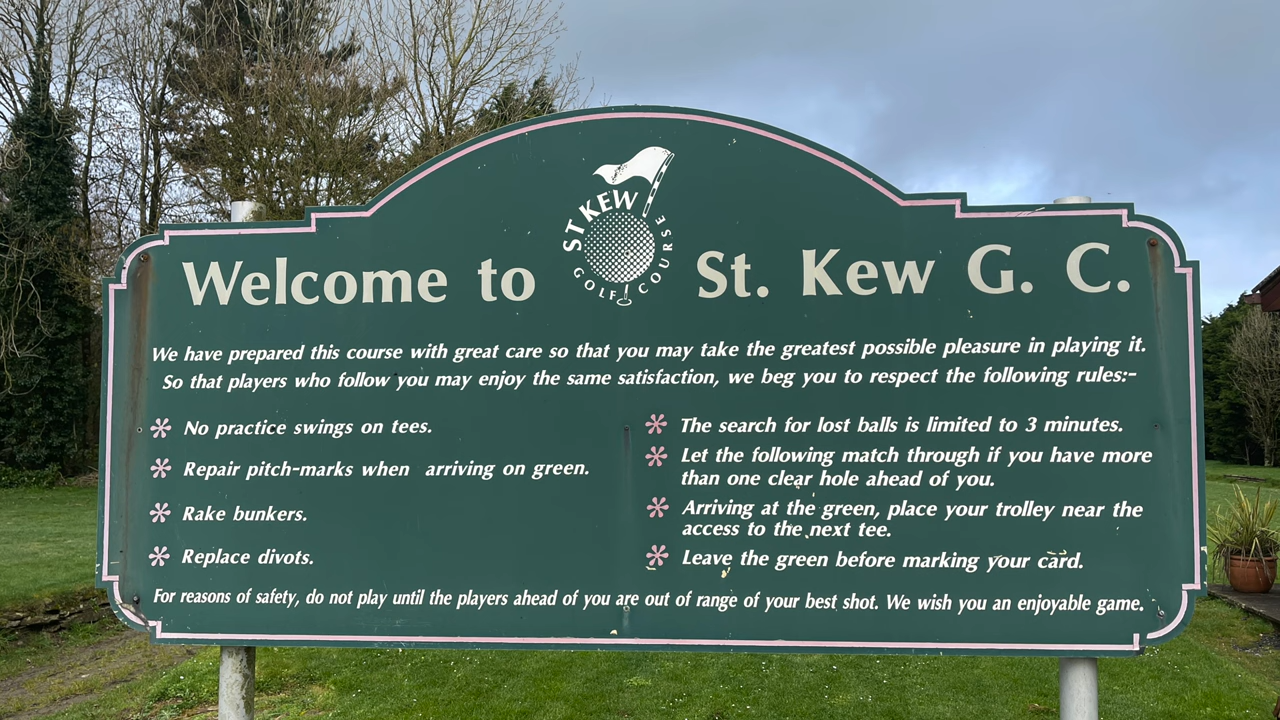 ST KEW
GOLF COURSE
Welcome to St. Kew G. C.
We have prepared this course with great care so that you may take the greatest possible pleasure in playing it.
So that players who follow you may enjoy the same satisfaction, we beg you to respect the following rules:-
* No practice swings on tees.
* Repair pitch-marks when arriving on green.
* Rake bunkers.
* Replace divots.
* The search for lost balls is limited to 3 minutes.
* Let the following match through if you have more
than one clear hole ahead of you.
* Arriving at the green, place your trolley near the
access to the next tee.
* Leave the green before marking your card.
For reasons of safety, do not play until the players ahead of you are out of range of your best shot. We wish you an enjoyable game.